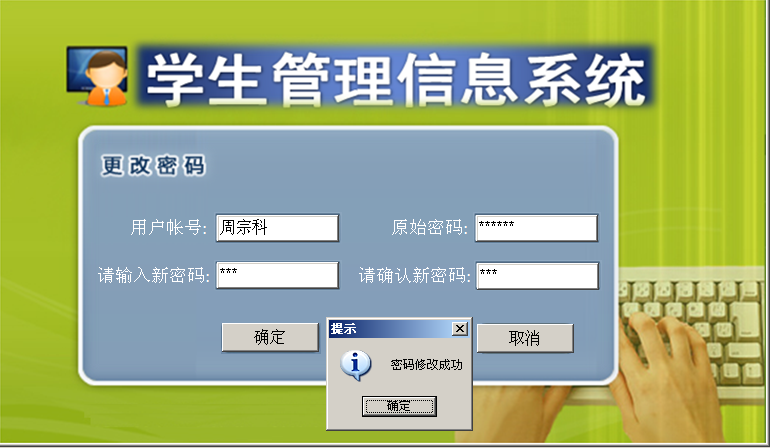 学生管理信息系统
更改密码
用户帐号: 周宗科 原始密码: ******
请输入新密码: *** 请确认新密码: ***
确定 取消
提示
密码修改成功
确定